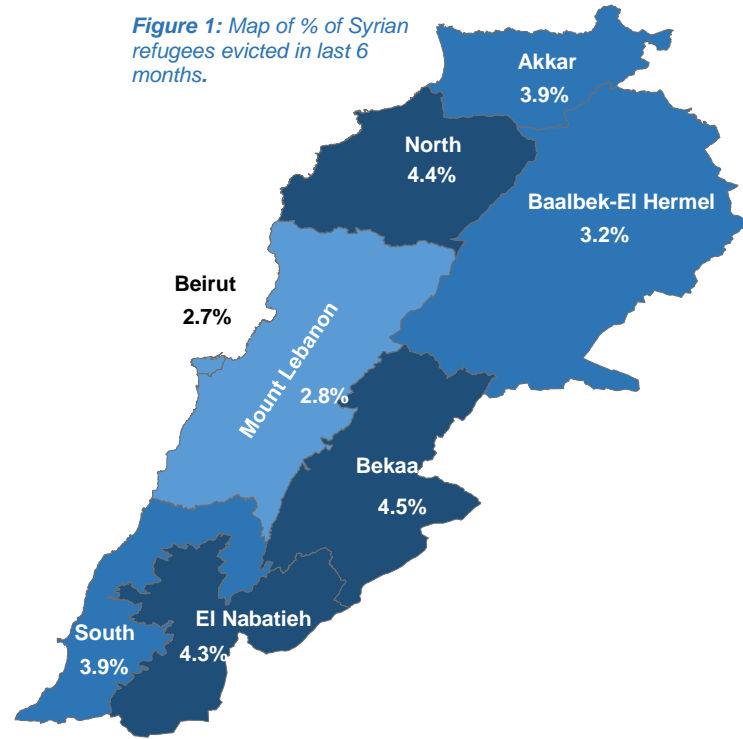 Figure 1: Map of % of Syrian
refugees evicted in last 6
months.
Akkar
3.9%
North
4.4%
Baalbek-El Hermel
3.2%
Beirut
2.7%
Mount Lebanon
2.8%
Bekaa
4.5%
El Nabatieh
4.3%
South
3.9%